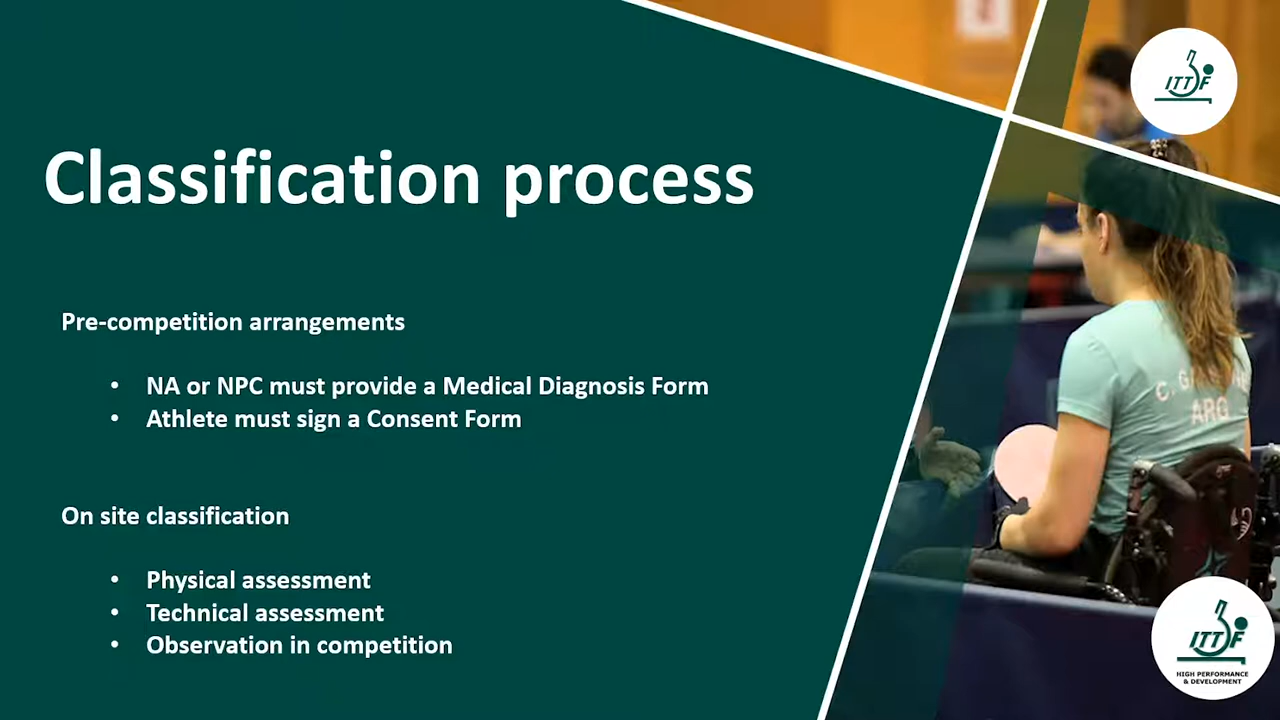 Classification process
Pre-competition arrangements
• NA or NPC must provide a Medical Diagnosis Form
• Athlete must sign a Consent Form
On site classification
• Physical assessment
• Technical assessment
• Observation in competition
ITTF
ARG
ITTF
HIGH PERFORMANCE
& DEVELOPMENT